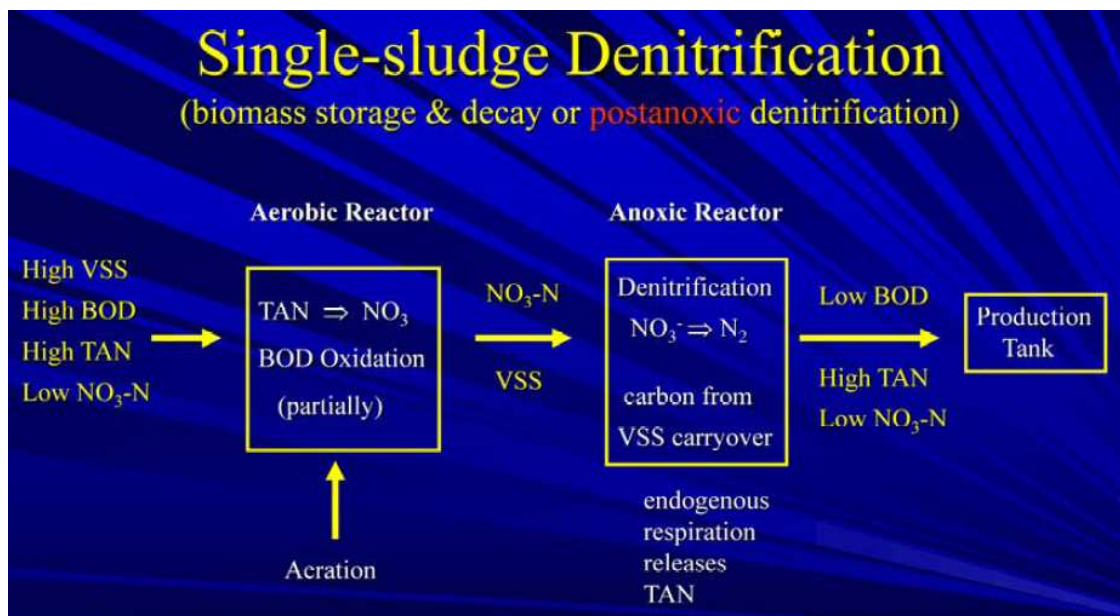 Single-sludge Denitrification
(biomass storage & decay or postanoxic denitrification)
Aerobic Reactor
Anoxic Reactor
High VSS
High BOD
High TAN
Low NO₃-N
TAN ⇒ NO₃
BOD Oxidation
(partially)
Aeration
NO₃-N
VSS
Denitrification
NO₃⁻ ⇒ N₂
carbon from
VSS carryover
endogenous
respiration
releases
TAN
Low BOD
High TAN
Low NO₃-N
Production
Tank